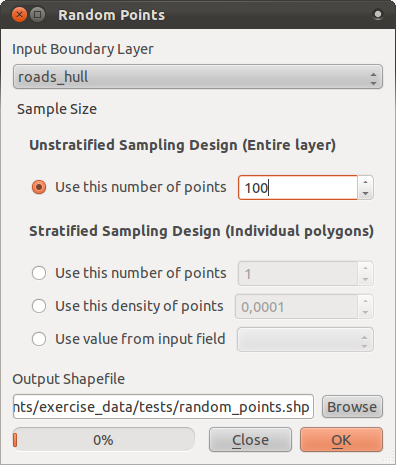 Random Points
Input Boundary Layer
roads_hull
Sample Size
Unstratified Sampling Design (Entire layer)
Use this number of points 100
Stratified Sampling Design (Individual polygons)
Use this number of points 1
Use this density of points 0,0001
Use value from input field
Output Shapefile
nts/exercise_data/tests/random_points.shp Browse
0% Close OK